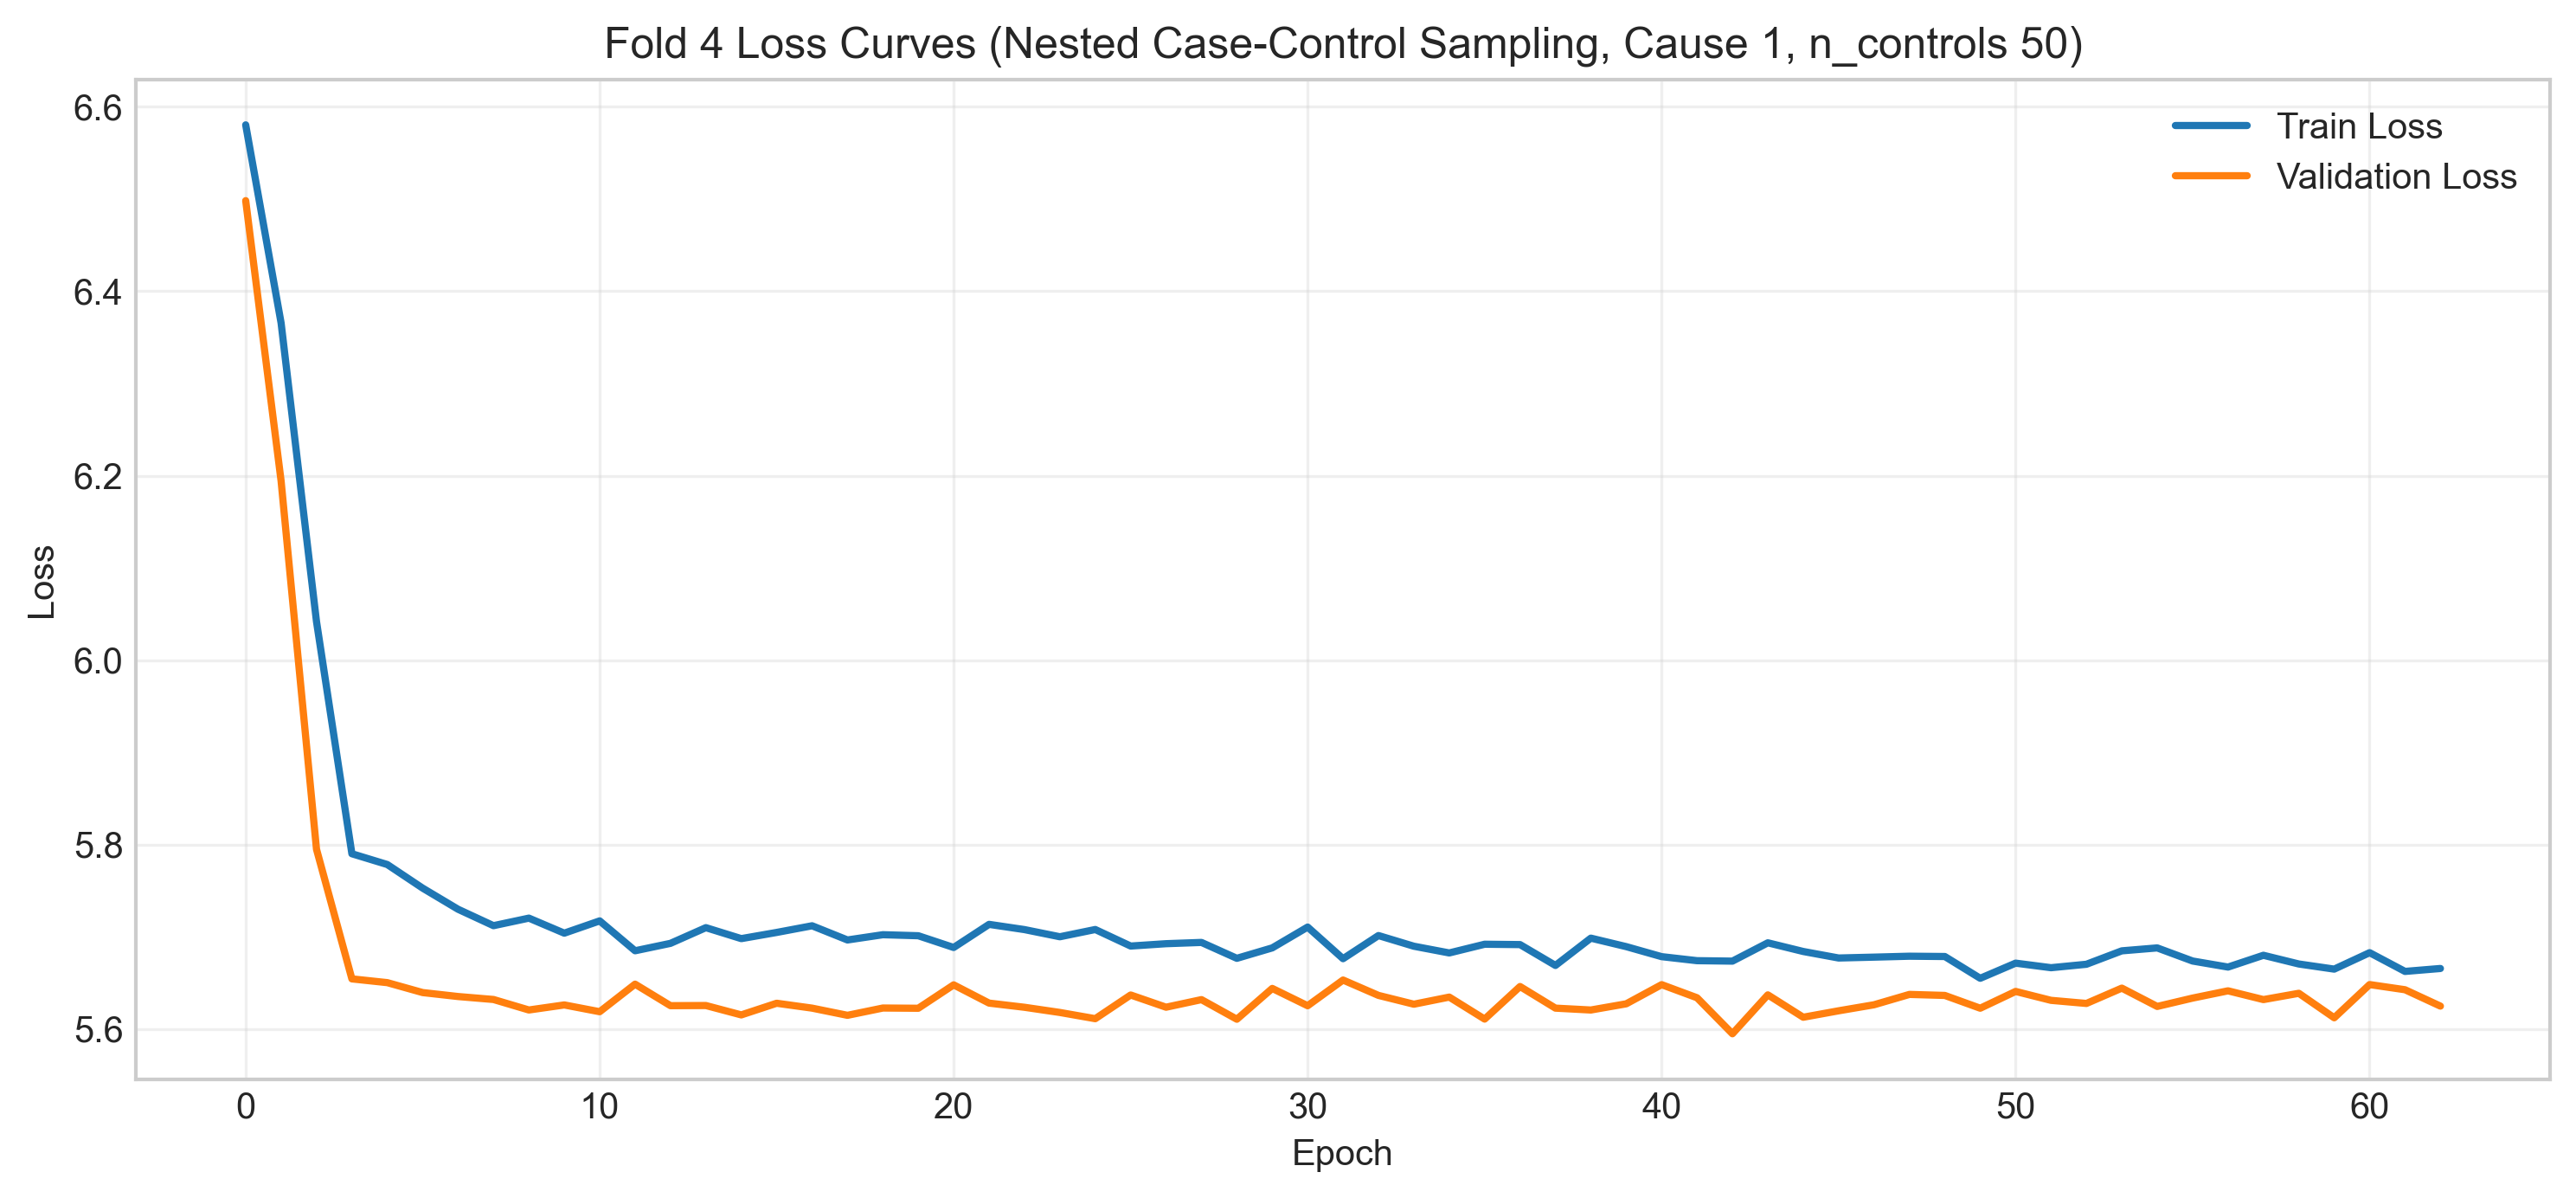 Fold 4 Loss Curves (Nested Case-Control Sampling, Cause 1, n_controls 50)
6.6
6.4
6.2
6.0
5.8
5.6
Loss
Train Loss
Validation Loss
0 10 20 30 40 50 60
Epoch